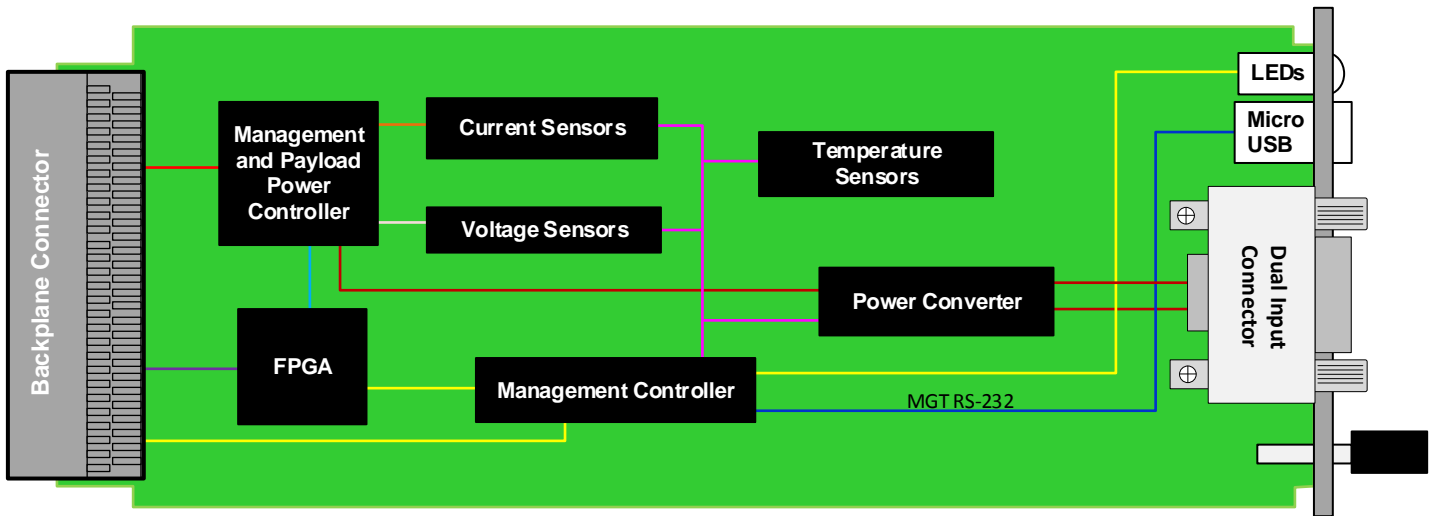 Backplane Connector
Management
and Payload
Power
Controller
Current Sensors
Voltage Sensors
Temperature
Sensors
FPGA
Management Controller
Power Converter
MGT RS-232
LEDs
Micro
USB
Dual Input
Connector